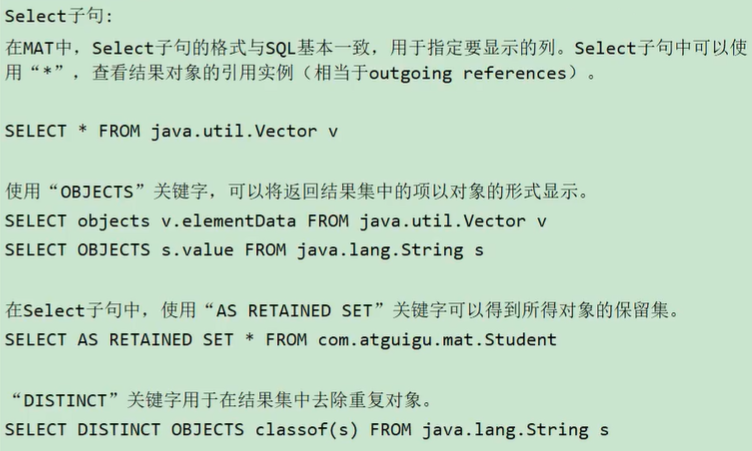 Select子句:
在MAT中，Select子句的格式与SQL基本一致，用于指定要显示的列。Select子句中可以使
用“*”，查看结果对象的引用实例（相当于outgoing references）。
SELECT * FROM java.util.Vector v
使用“OBJECTS”关键字，可以将返回结果集中的项以对象的形式显示。
SELECT objects v.elementData FROM java.util.Vector v
SELECT OBJECTS s.value FROM java.lang.String s
在Select子句中，使用“AS RETAINED SET”关键字可以得到所得对象的保留集。
SELECT AS RETAINED SET * FROM com.atguigu.mat.Student
“DISTINCT”关键字用于在结果集中去除重复对象。
SELECT DISTINCT OBJECTS classof(s) FROM java.lang.String s